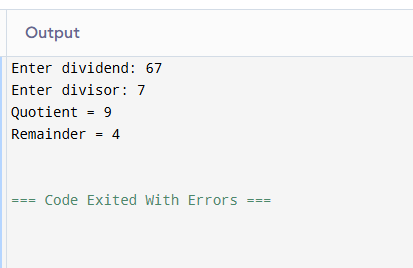 Output
Enter dividend: 67
Enter divisor: 7
Quotient = 9
Remainder = 4
=== Code Exited With Errors ===